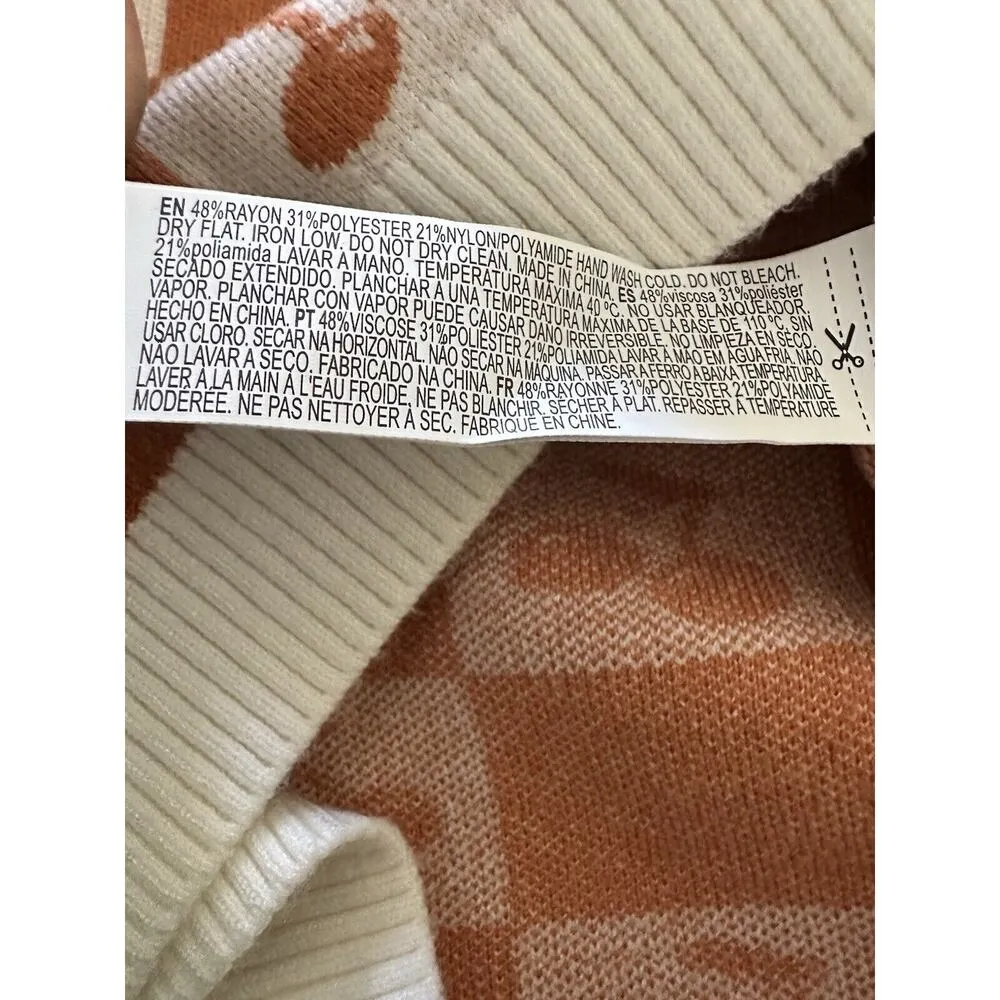 EN 48%RAYON 31%POLYESTER 21%NYLON/POLYAMIDE HAND WASH COLD. DO NOT BLEACH.
DRY FLAT. IRON LOW. DO NOT DRY CLEAN. MADE IN CHINA. ES 48%viscosa 31%poliéster
21%poliamida LAVAR A MANO. TEMPERATURA MÁXIMA 40 ºC. NO USAR BLANQUEADOR.
SECADO EXTENDIDO. PLANCHAR A UNA TEMPERATURA MÁXIMA DE LA BASE DE 110 ºC, SIN
VAPOR. PLANCHAR CON VAPOR PUEDE CAUSAR DAÑO IRREVERSIBLE. NO LIMPIEZA EN SECO.
HECHO EN CHINA. PT 48%VISCOSE 31%POLIÉSTER 21%POLIAMIDA LAVAR À MÃO EM ÁGUA FRIA. NÃO
USAR CLORO. SECAR NA HORIZONTAL. NÃO SECAR NA MÁQUINA. PASSAR A FERRO A BAIXA TEMPERATURA.
NÃO LAVAR A SECO. FABRICADO NA CHINA. FR 48%RAYONNE 31%POLYESTER 21%POLYAMIDE
LAVER À LA MAIN À L'EAU FROIDE. NE PAS BLANCHIR. SÉCHER À PLAT. REPASSER À TEMPÉRATURE
MODÉRÉE. NE PAS NETTOYER À SEC. FABRIQUÉ EN CHINE.